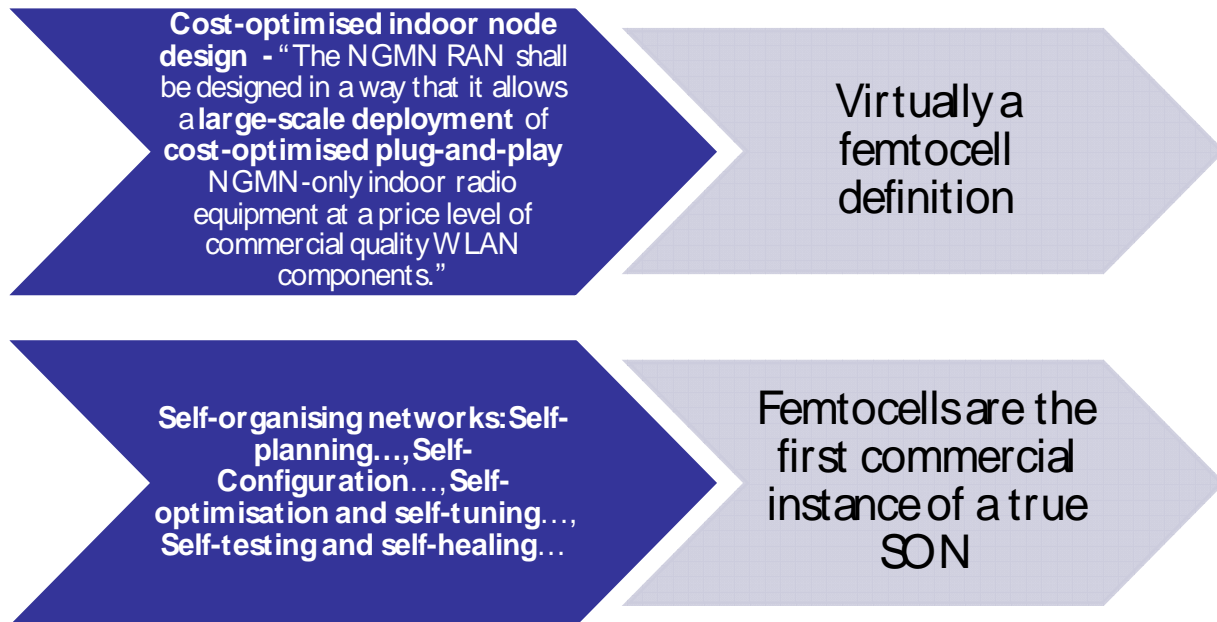 Cost-optimised indoor node
design - “The NGMN RAN shall
be designed in a way that it allows
a large-scale deployment of
cost-optimised plug-and-play
NGMN-only indoor radio
equipment at a price level of
commercial quality WLAN
components.”
Virtually a
femtocell
definition
Self-organising networks: Self-
planning…, Self-
Configuration…, Self-
optimisation and self-tuning…,
Self-testing and self-healing…
Femtocells are the
first commercial
instance of a true
SON